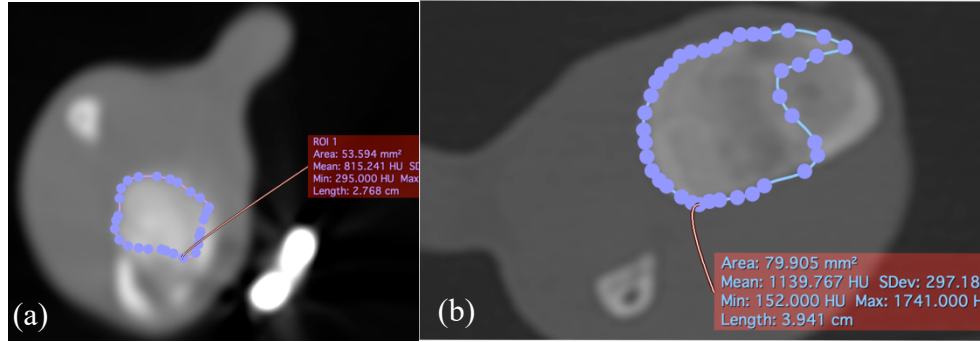 ROI 1
Area: 53.594 mm²
Mean: 815.241 HU
Min: 295.000 HU Max
Length: 2.768 cm
(a)
Area: 79.905 mm²
Mean: 1139.767 HU SDev: 297.18
Min: 152.000 HU Max: 1741.000 H
Length: 3.941 cm
(b)